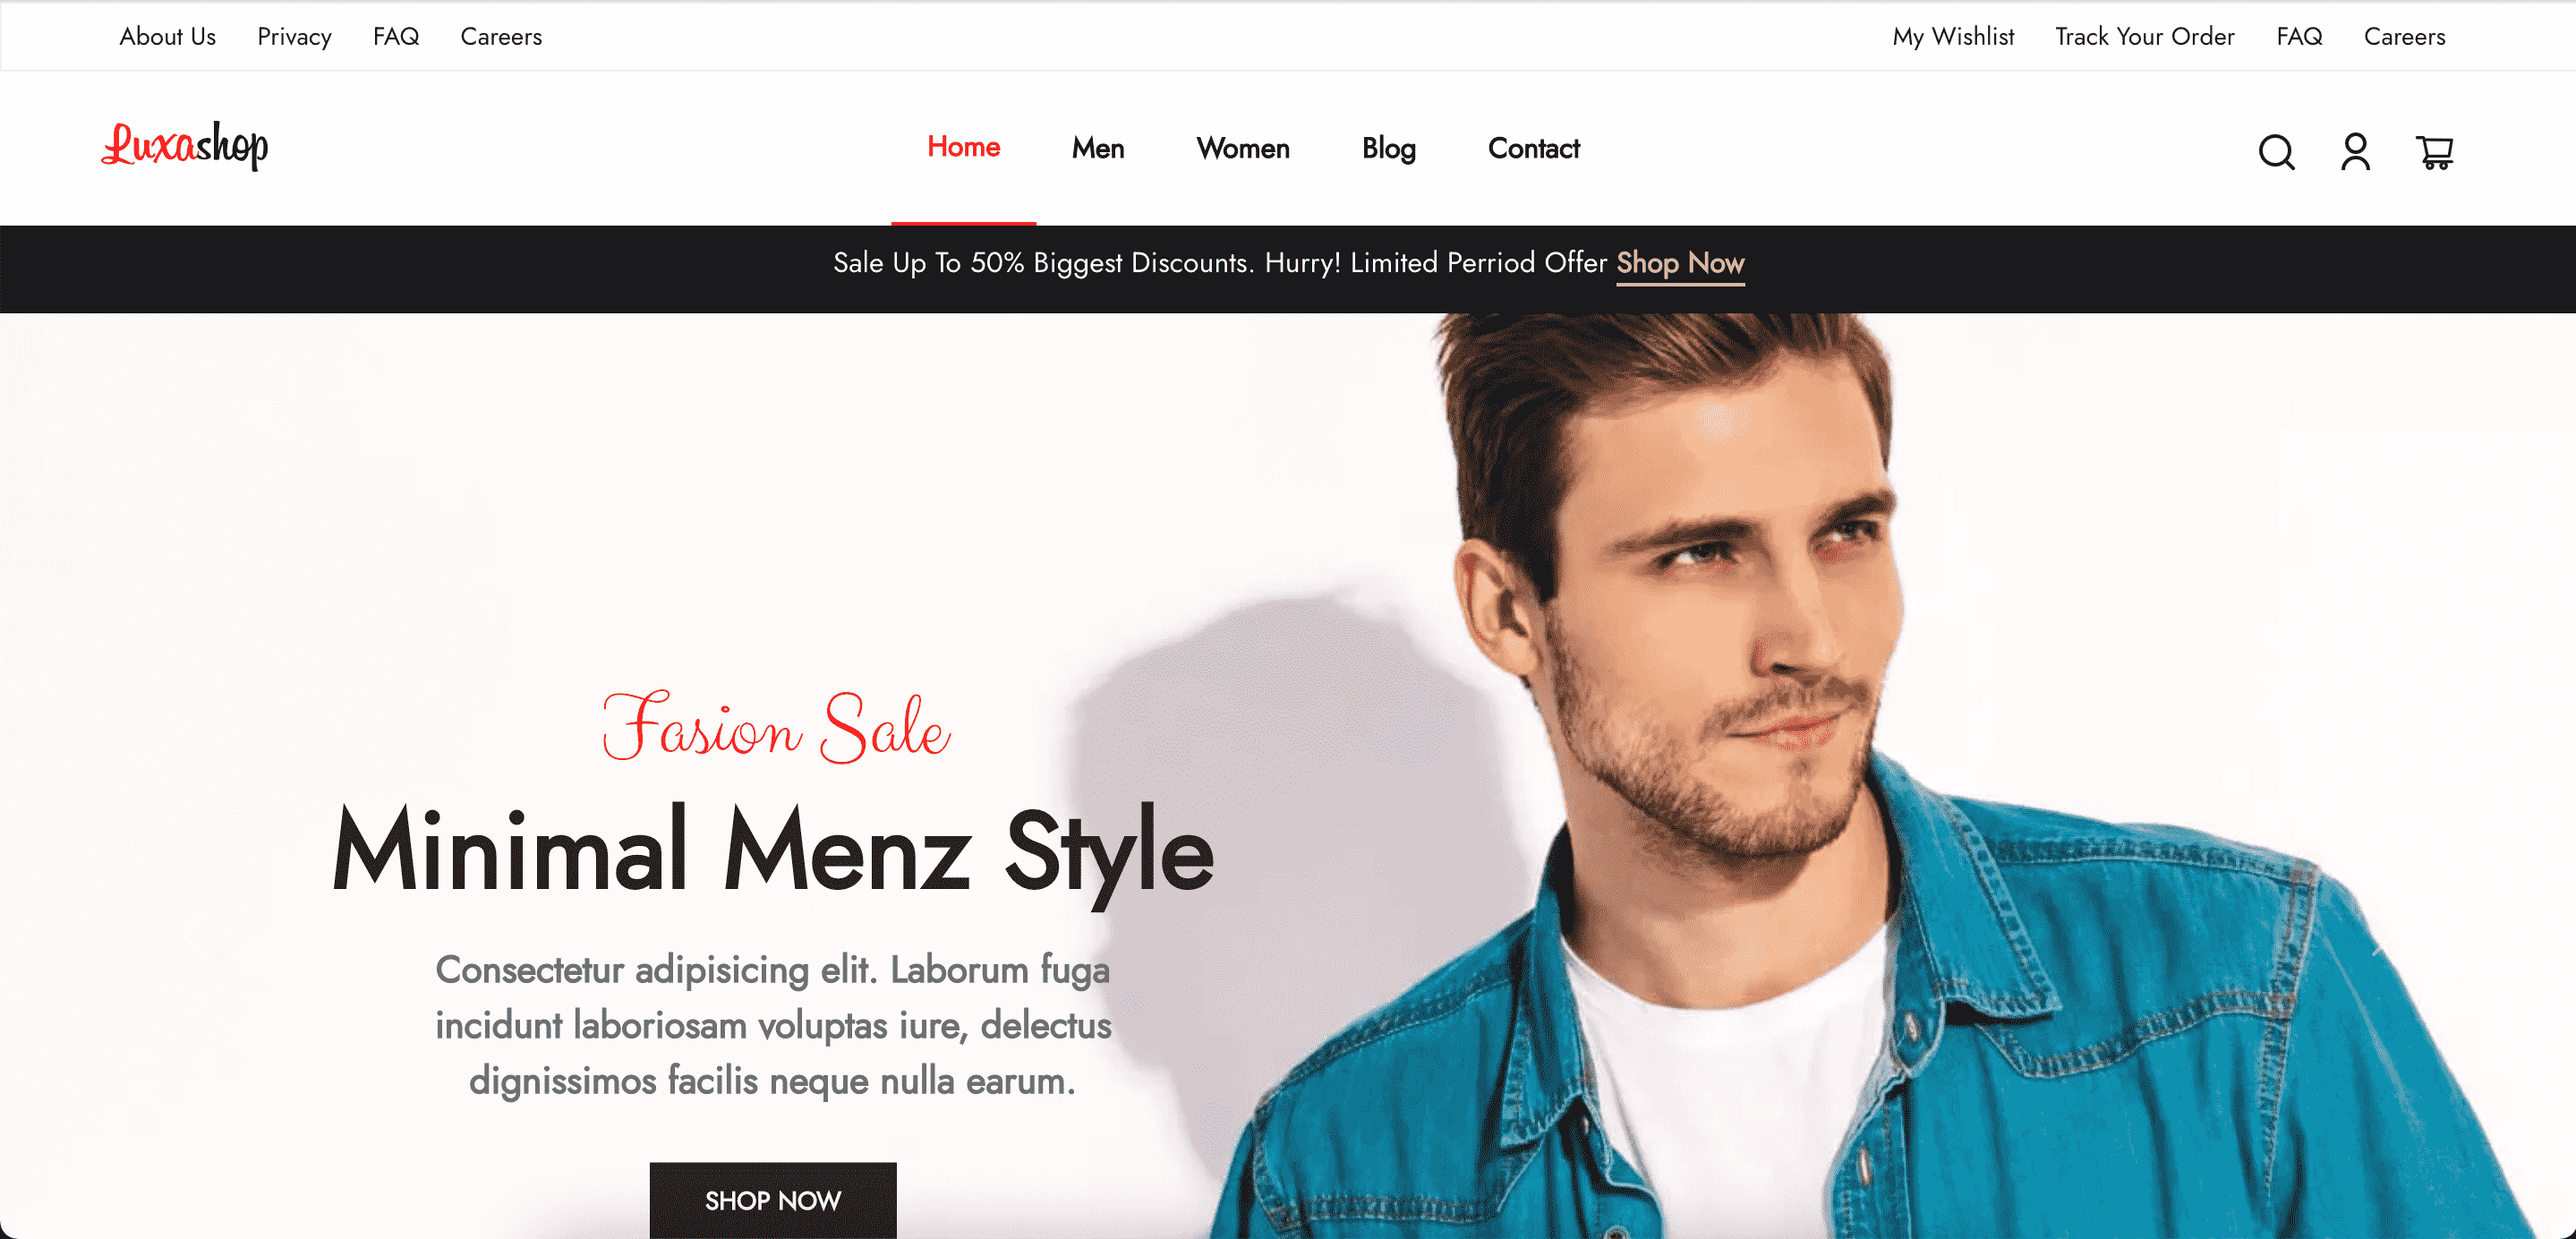 About Us Privacy FAQ Careers My Wishlist Track Your Order FAQ Careers
Luxashop Home Men Women Blog Contact
Sale Up To 50% Biggest Discounts. Hurry! Limited Perriod Offer Shop Now
Fasion Sale
Minimal Menz Style
Consectetur adipisicing elit. Laborum fuga
incidunt laboriosam voluptas iure, delectus
dignissimos facilis neque nulla earum.
SHOP NOW